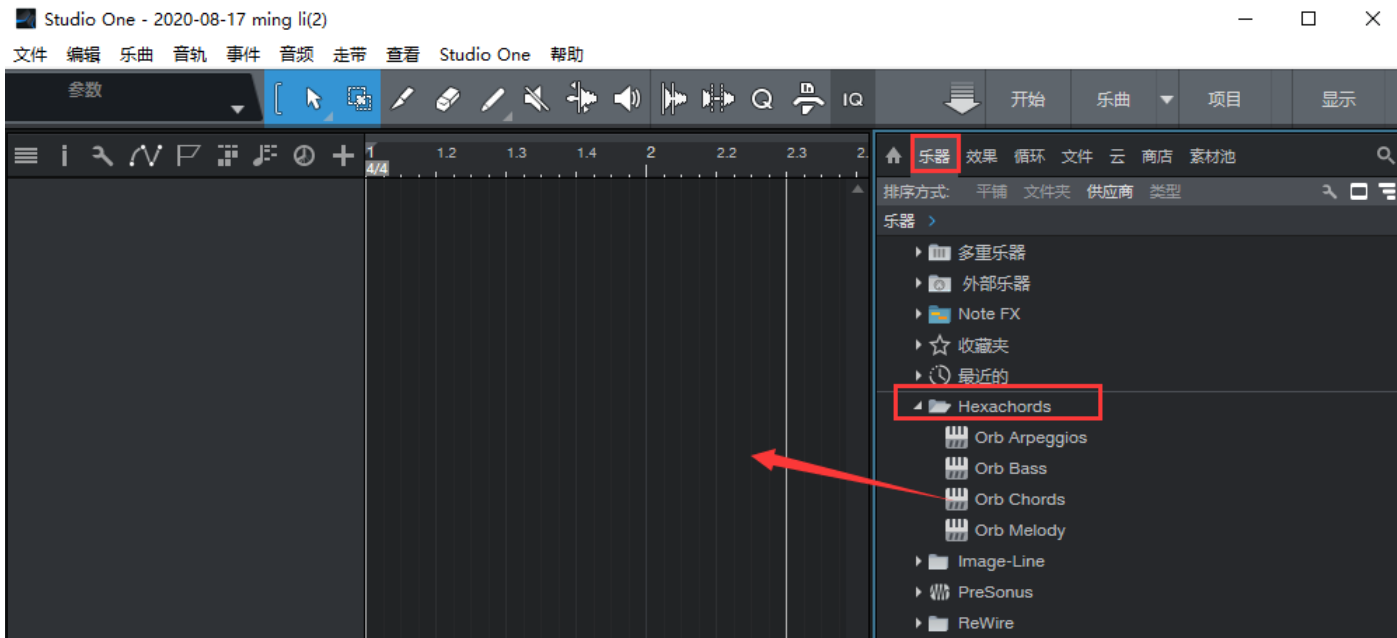 Studio One - 2020-08-17 ming li(2)
文件 编辑 乐曲 音轨 事件 音频 走带 查看 Studio One 帮助
参数 IQ 开始 乐曲 项目 显示
1 1.2 1.3 1.4 2 2.2 2.3 2.
4/4
乐器 效果 循环 文件 云 商店 素材池
排序方式: 平铺 文件夹 供应商 类型
乐器 >
多重乐器
外部乐器
Note FX
收藏夹
最近的
Hexachords
Orb Arpeggios
Orb Bass
Orb Chords
Orb Melody
Image-Line
PreSonus
ReWire